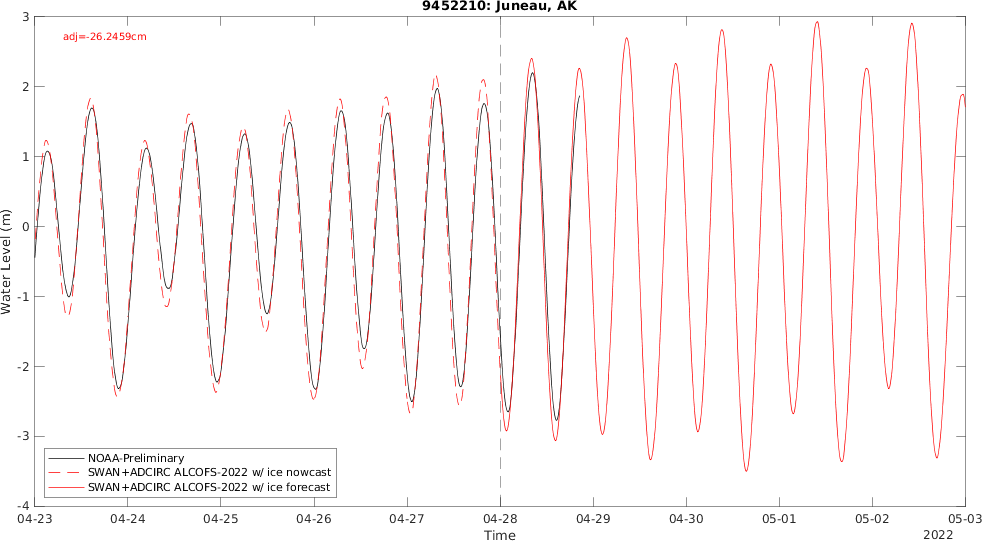 9452210: Juneau, AK
adj=-26.2459cm
3
2
1
0
-1
-2
-3
-4
Water Level (m)
NOAA-Preliminary
SWAN+ADCIRC ALCOFS-2022 w/ ice nowcast
SWAN+ADCIRC ALCOFS-2022 w/ ice forecast
04-23 04-24 04-25 04-26 04-27 04-28 04-29 04-30 05-01 05-02 05-03
Time
2022